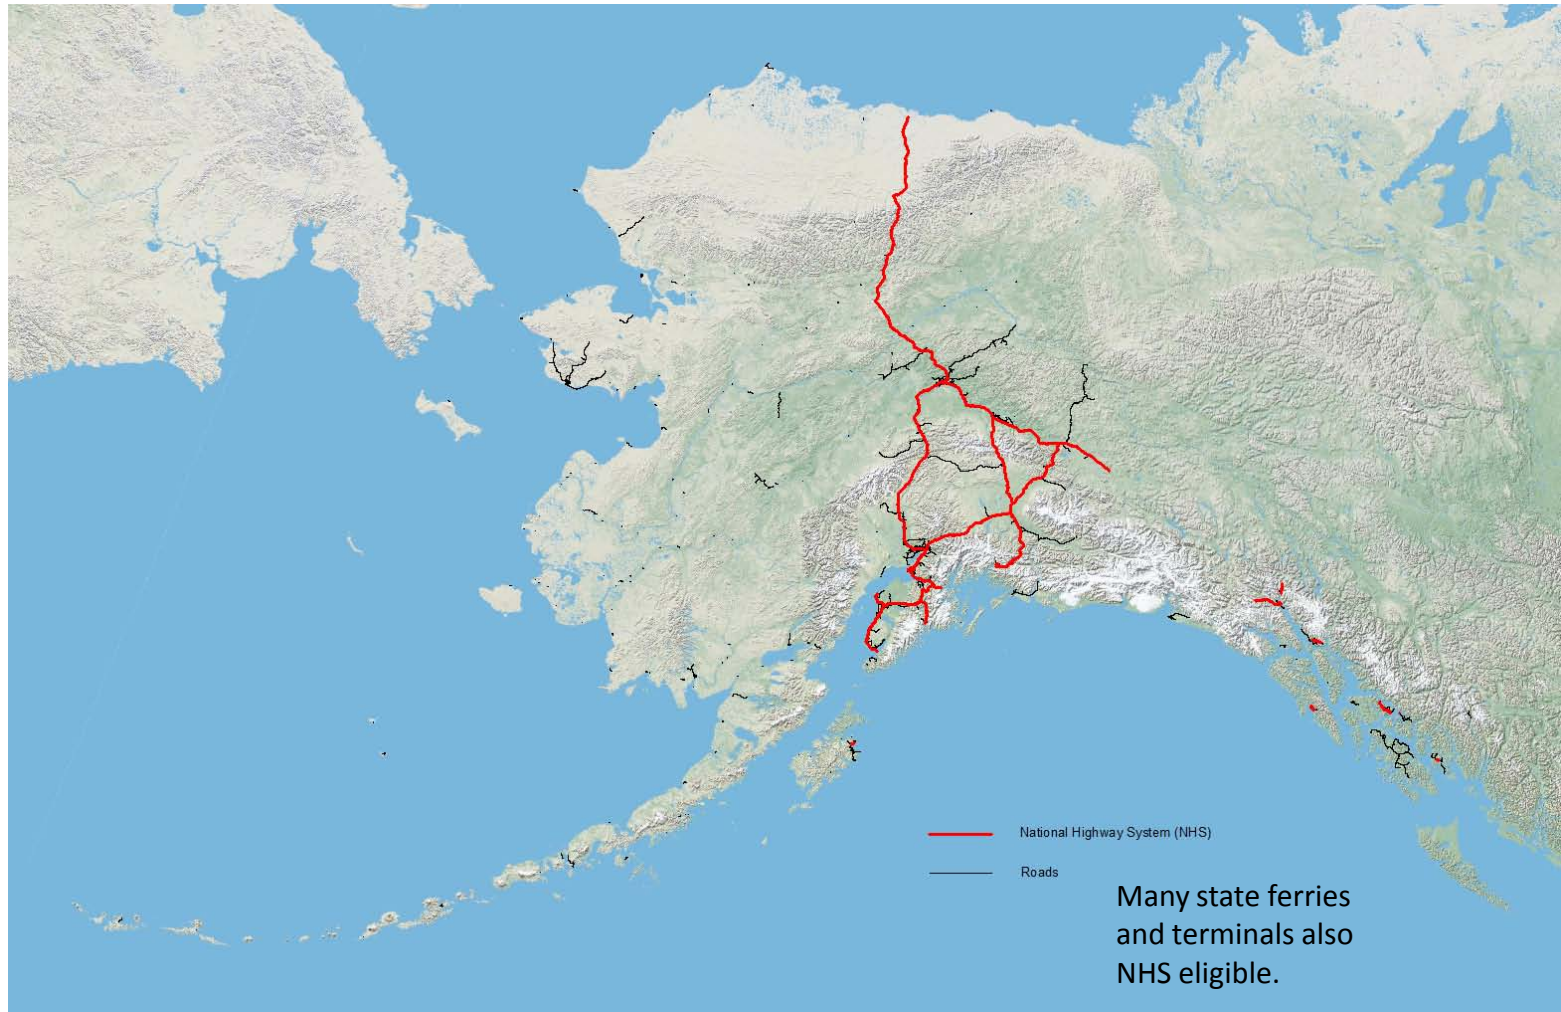 National Highway System (NHS)
Roads
Many state ferries
and terminals also
NHS eligible.